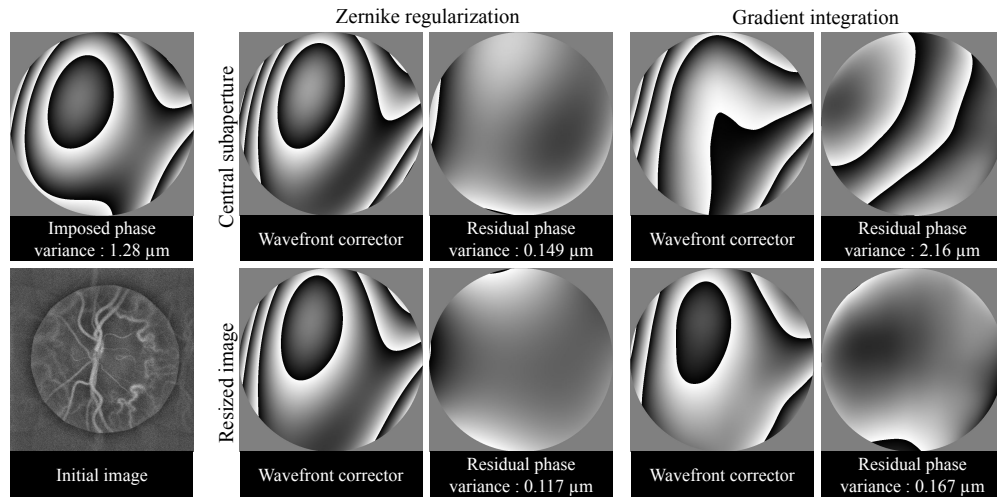 Zernike regularization
Gradient integration
Central subaperture
Imposed phase
variance : 1.28 µm
Wavefront corrector
Residual phase
variance : 0.149 µm
Wavefront corrector
Residual phase
variance : 2.16 µm
Resized image
Initial image
Wavefront corrector
Residual phase
variance : 0.117 µm
Wavefront corrector
Residual phase
variance : 0.167 µm